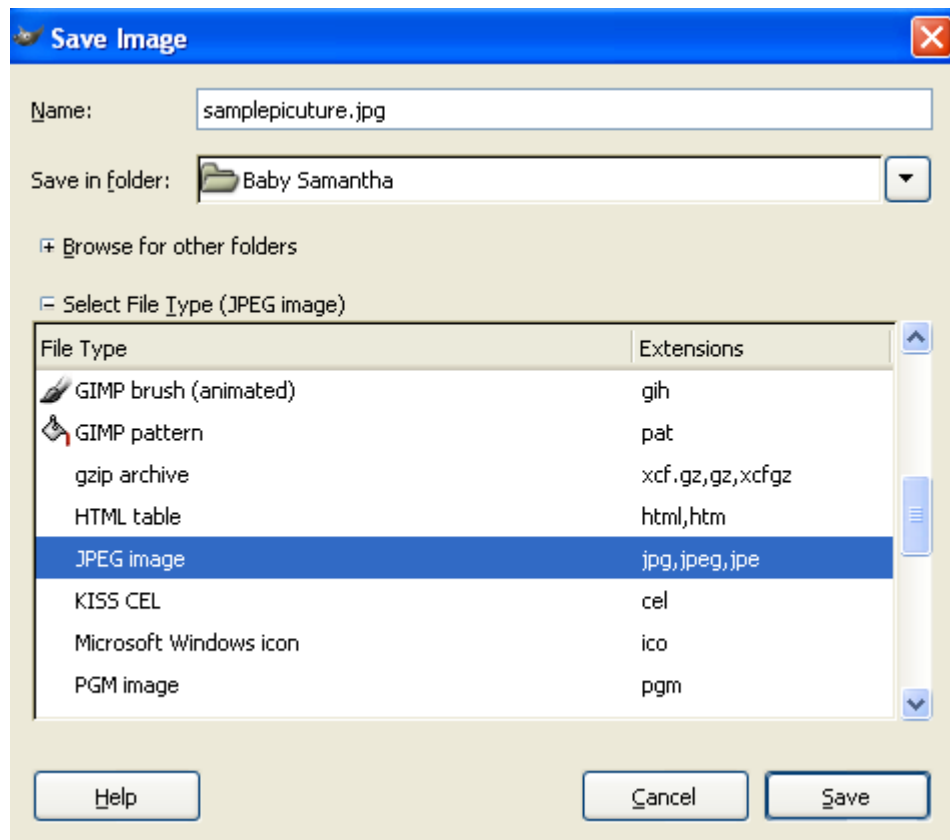 Save Image
Name: samplepicuture.jpg
Save in folder: Baby Samantha
Browse for other folders
Select File Type (JPEG image)
File Type Extensions
GIMP brush (animated) gih
GIMP pattern pat
gzip archive xcf.gz,gz,xcfgz
HTML table html,htm
JPEG image jpg,jpeg,jpe
KISS CEL cel
Microsoft Windows icon ico
PGM image pgm
Help Cancel Save